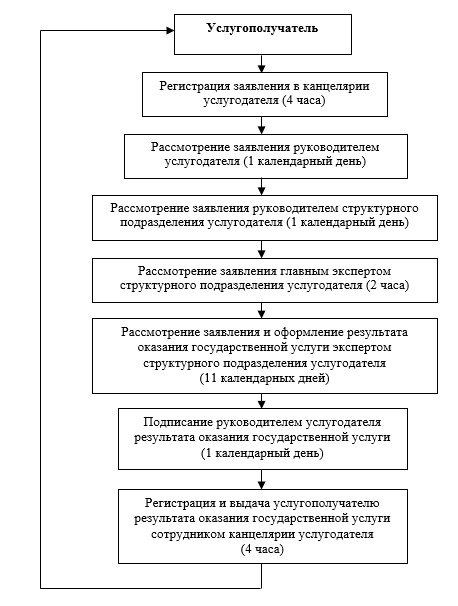 Услугополучатель
Регистрация заявления в канцелярии
услугодателя (4 часа)
Рассмотрение заявления руководителем
услугодателя (1 календарный день)
Рассмотрение заявления руководителем структурного
подразделения услугодателя (1 календарный день)
Рассмотрение заявления главным экспертом
структурного подразделения услугодателя (2 часа)
Рассмотрение заявления и оформление результата
оказания государственной услуги экспертом
структурного подразделения услугодателя
(11 календарных дней)
Подписание руководителем услугодателя
результата оказания государственной услуги
(1 календарный день)
Регистрация и выдача услугополучателю
результата оказания государственной услуги
сотрудником канцелярии услугодателя
(4 часа)